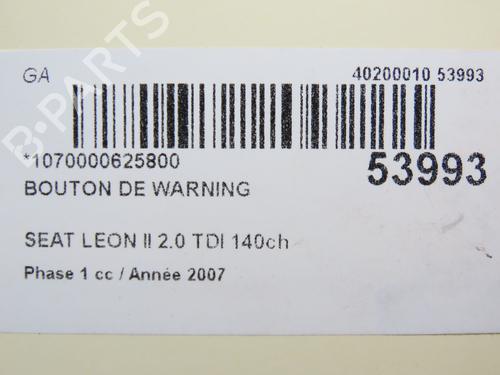 GA
40200010 53993
*1070000625800
53993
BOUTON DE WARNING
SEAT LEON II 2.0 TDI 140ch
Phase 1 cc / Année 2007
B-PARTS